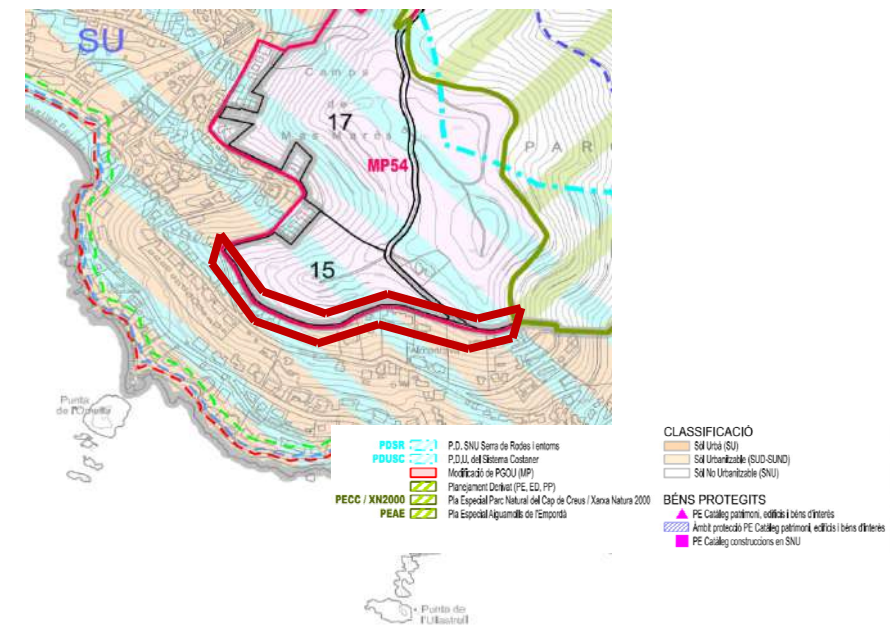 SU
Camps
de
17
Mas Marès
MP54
PARC
15
Almadrava
Punta
de l'Omella
CLASSIFICACIÓ
PDSR P.D. SNU Serra de Rodes i entorns
Sòl Urbà (SU)
PDUSC P.D.U. del Sistema Costaner
Sòl Urbanitzable (SUD-SUND)
Modificació de PGOU (MP)
Sòl No Urbanitzable (SNU)
Planejament Derivat (PE, ED, PP)
PECC / XN2000 Pla Especial Parc Natural del Cap de Creus / Xarxa Natura 2000
BÉNS PROTEGITS
PEAE Pla Especial Aiguamolls de l'Empordà
PE Catàleg patrimoni, edificis i béns d'interès
Àmbit protecció PE Catàleg patrimoni, edificis i béns d'interès
PE Catàleg construccions en SNU
Punta de
l'Ullastrell